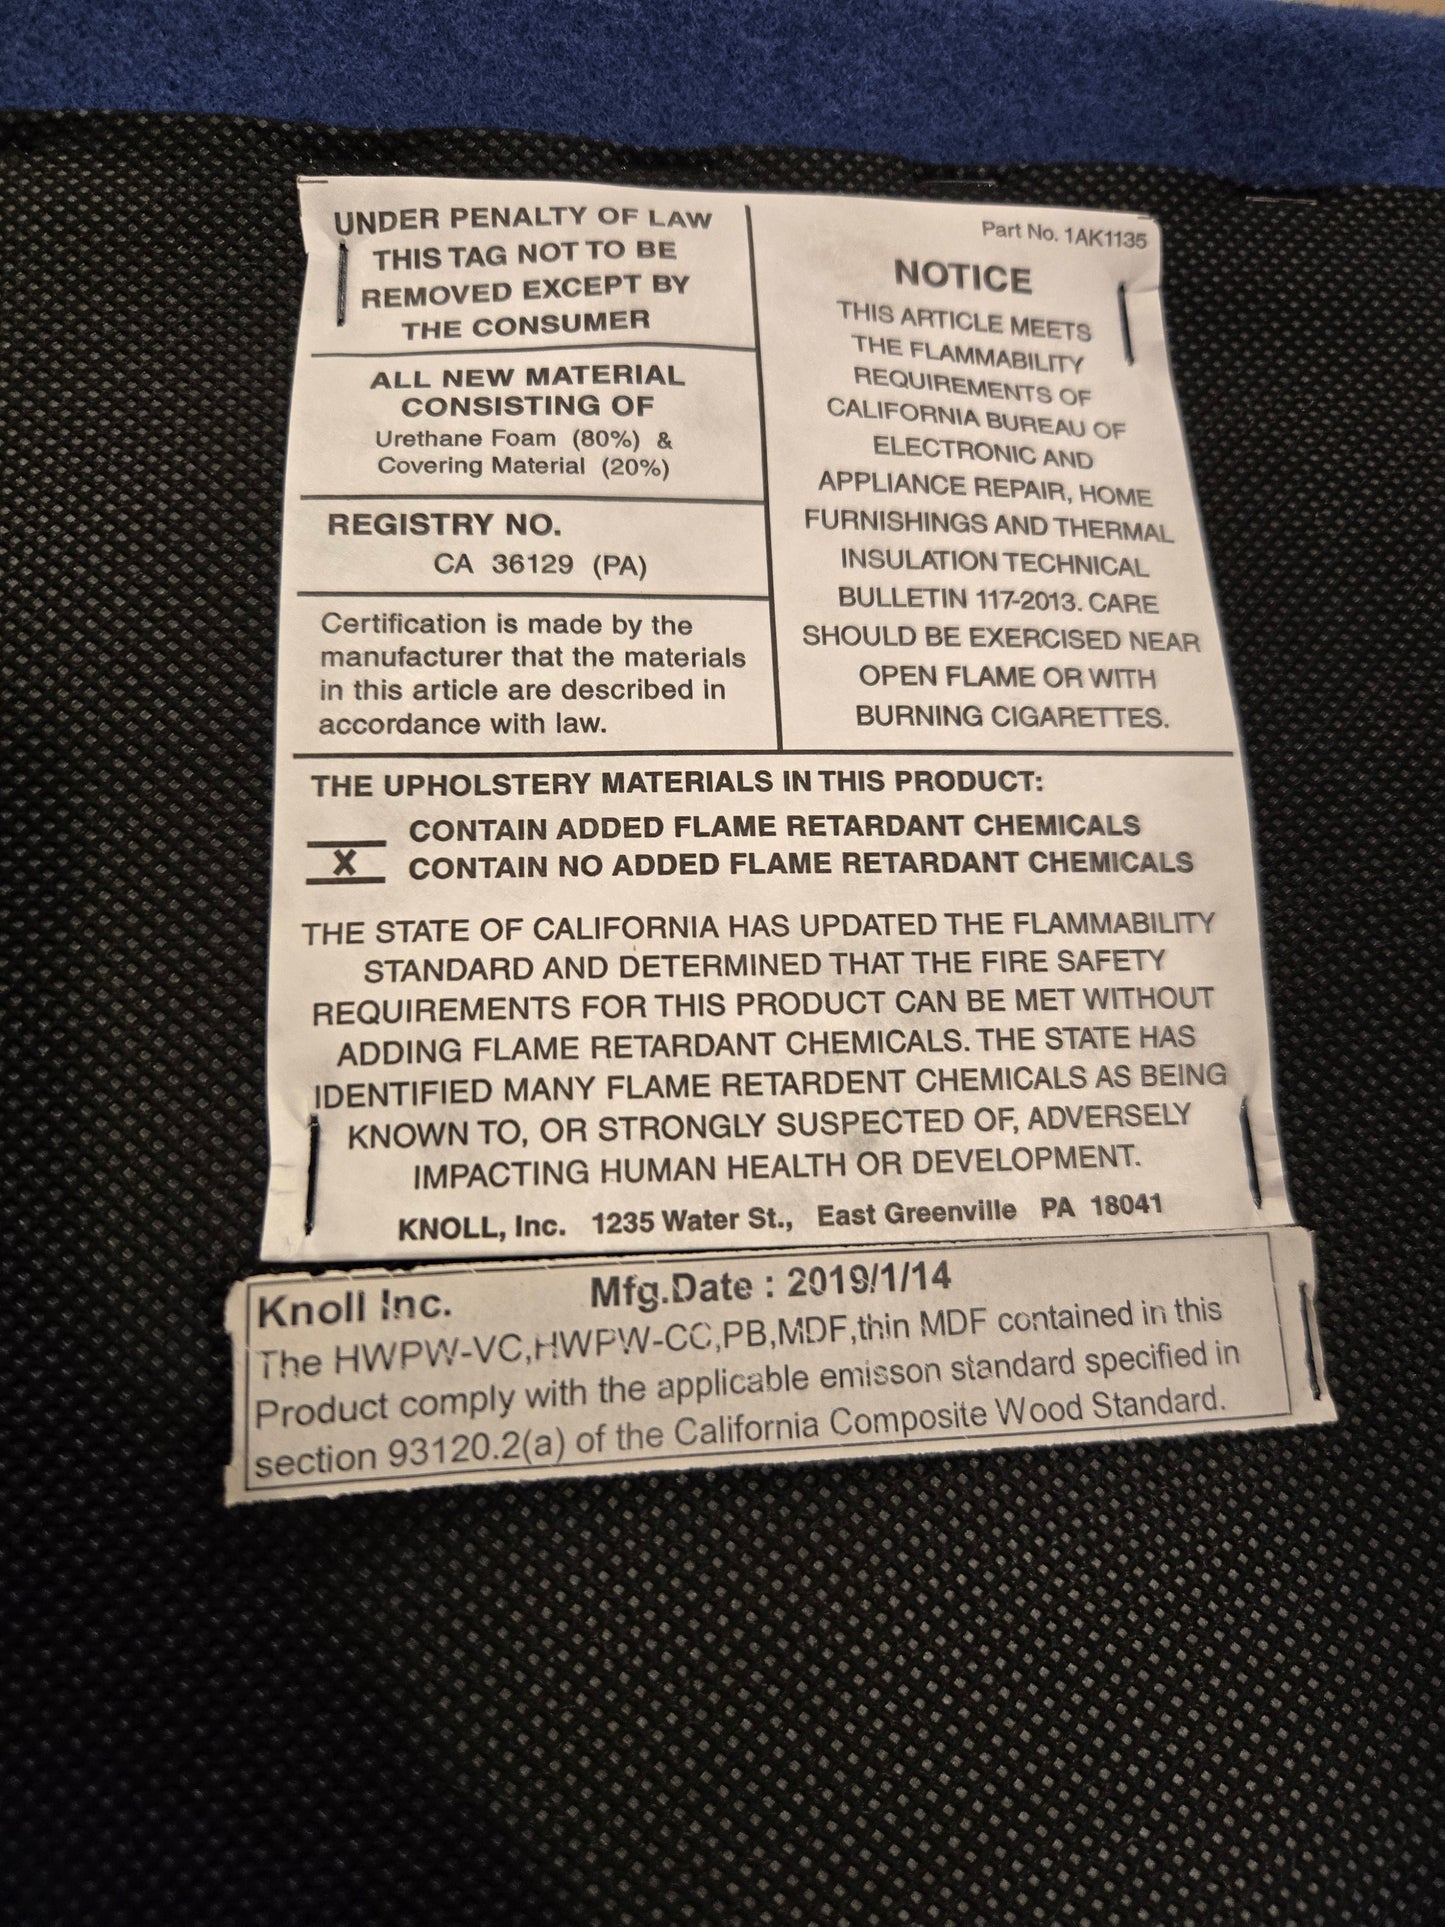 UNDER PENALTY OF LAW
THIS TAG NOT TO BE
REMOVED EXCEPT BY
THE CONSUMER
ALL NEW MATERIAL
CONSISTING OF
Urethane Foam (80%) &
Covering Material (20%)
REGISTRY NO.
CA 36129 (PA)
Certification is made by the
manufacturer that the materials
in this article are described in
accordance with law.
Part No. 1AK1135
NOTICE
THIS ARTICLE MEETS
THE FLAMMABILITY
REQUIREMENTS OF
CALIFORNIA BUREAU OF
ELECTRONIC AND
APPLIANCE REPAIR, HOME
FURNISHINGS AND THERMAL
INSULATION TECHNICAL
BULLETIN 117-2013. CARE
SHOULD BE EXERCISED NEAR
OPEN FLAME OR WITH
BURNING CIGARETTES.
THE UPHOLSTERY MATERIALS IN THIS PRODUCT:
CONTAIN ADDED FLAME RETARDANT CHEMICALS
X CONTAIN NO ADDED FLAME RETARDANT CHEMICALS
THE STATE OF CALIFORNIA HAS UPDATED THE FLAMMABILITY
STANDARD AND DETERMINED THAT THE FIRE SAFETY
REQUIREMENTS FOR THIS PRODUCT CAN BE MET WITHOUT
ADDING FLAME RETARDANT CHEMICALS. THE STATE HAS
IDENTIFIED MANY FLAME RETARDENT CHEMICALS AS BEING
KNOWN TO, OR STRONGLY SUSPECTED OF, ADVERSELY
IMPACTING HUMAN HEALTH OR DEVELOPMENT.
KNOLL, Inc. 1235 Water St., East Greenville PA 18041
Knoll Inc. Mfg.Date : 2019/1/14
The HWPW-VC,HWPW-CC,PB,MDF,thin MDF contained in this
Product comply with the applicable emisson standard specified in
section 93120.2(a) of the California Composite Wood Standard.